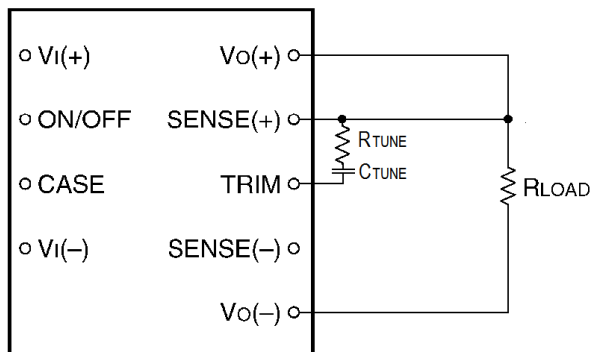 VI(+) VO(+)
ON/OFF SENSE(+)
RTUNE
CTUNE
CASE TRIM
RLOAD
VI(–) SENSE(–)
VO(–)